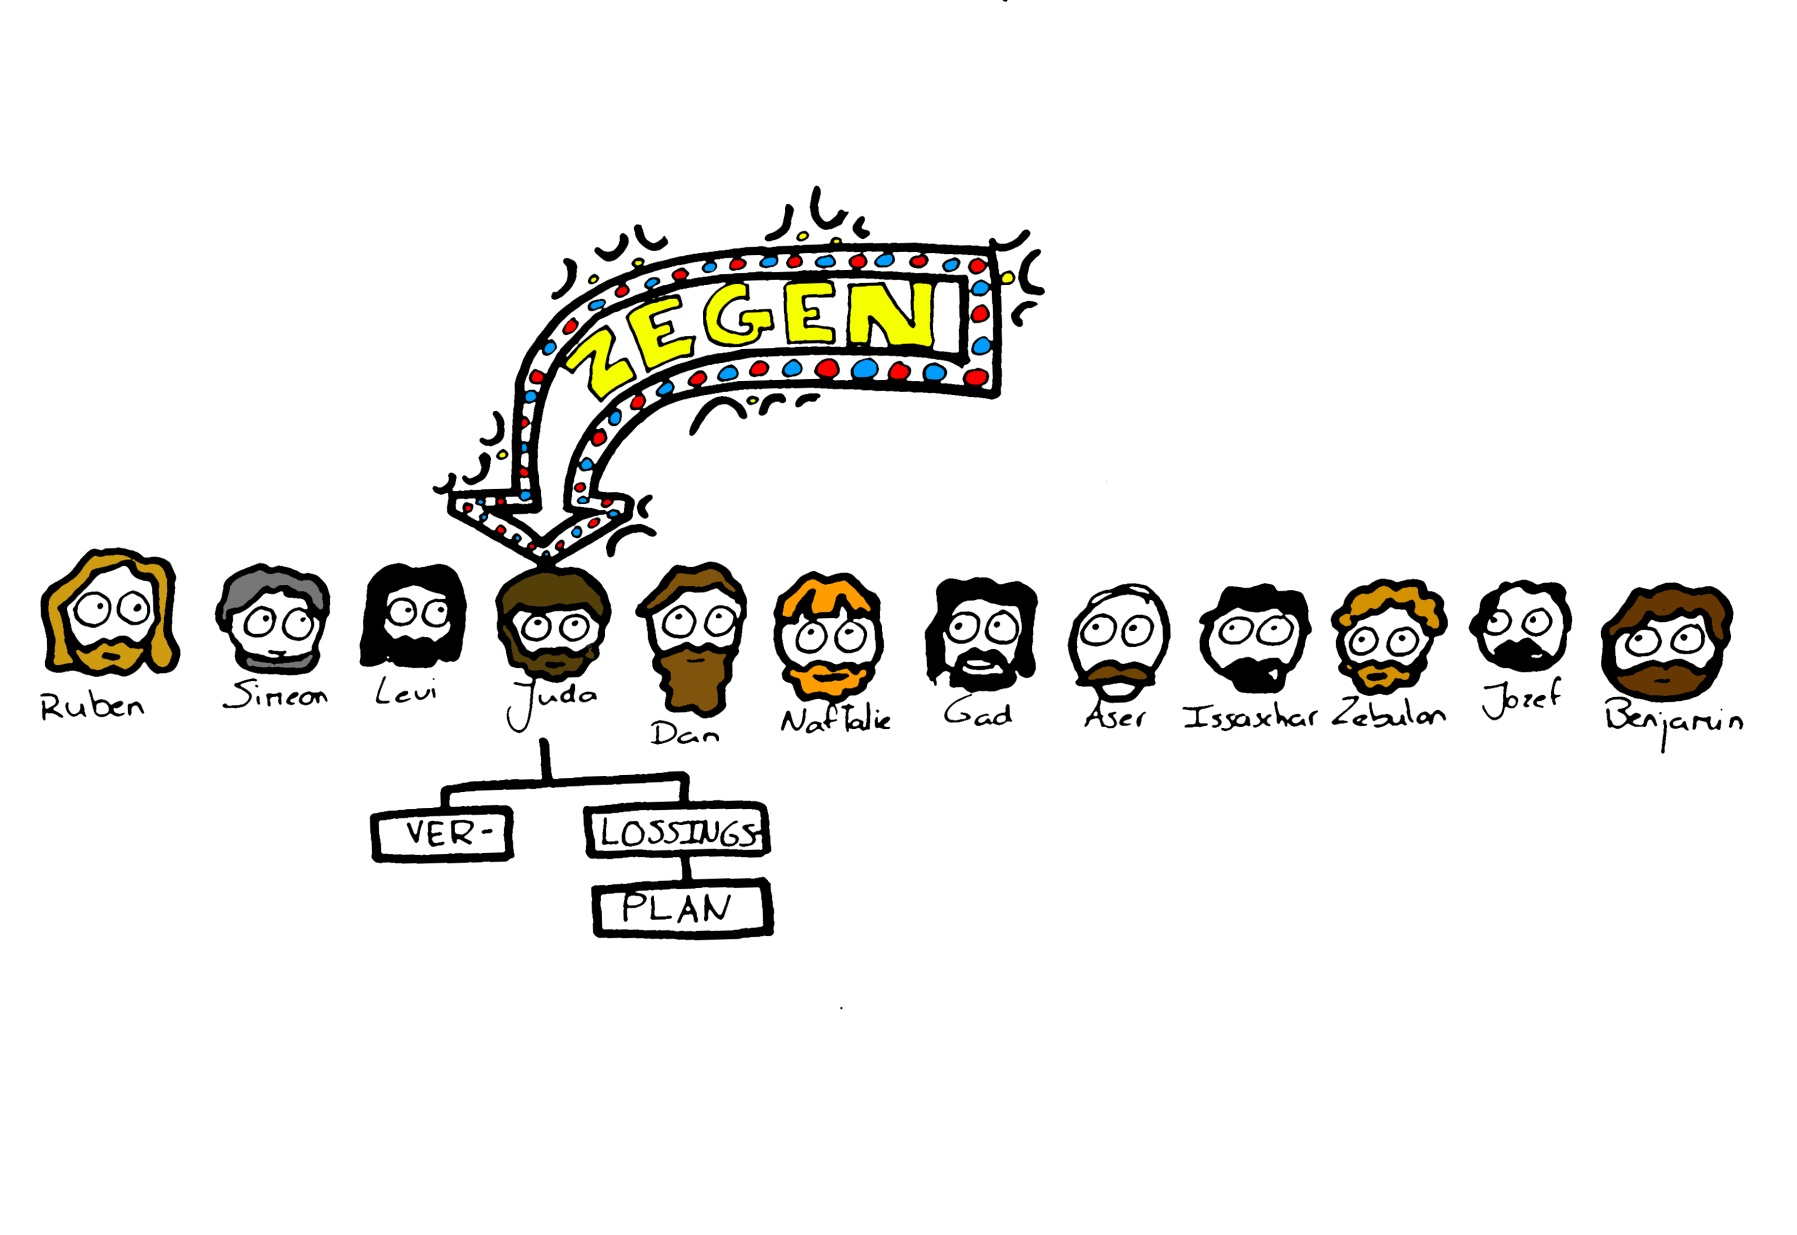 ZEGEN
Ruben Simeon Levi Juda Dan Naftalie Gad Aser Issaxhar Zebulon Jozef Benjamin
VER- LOSSINGS-
PLAN